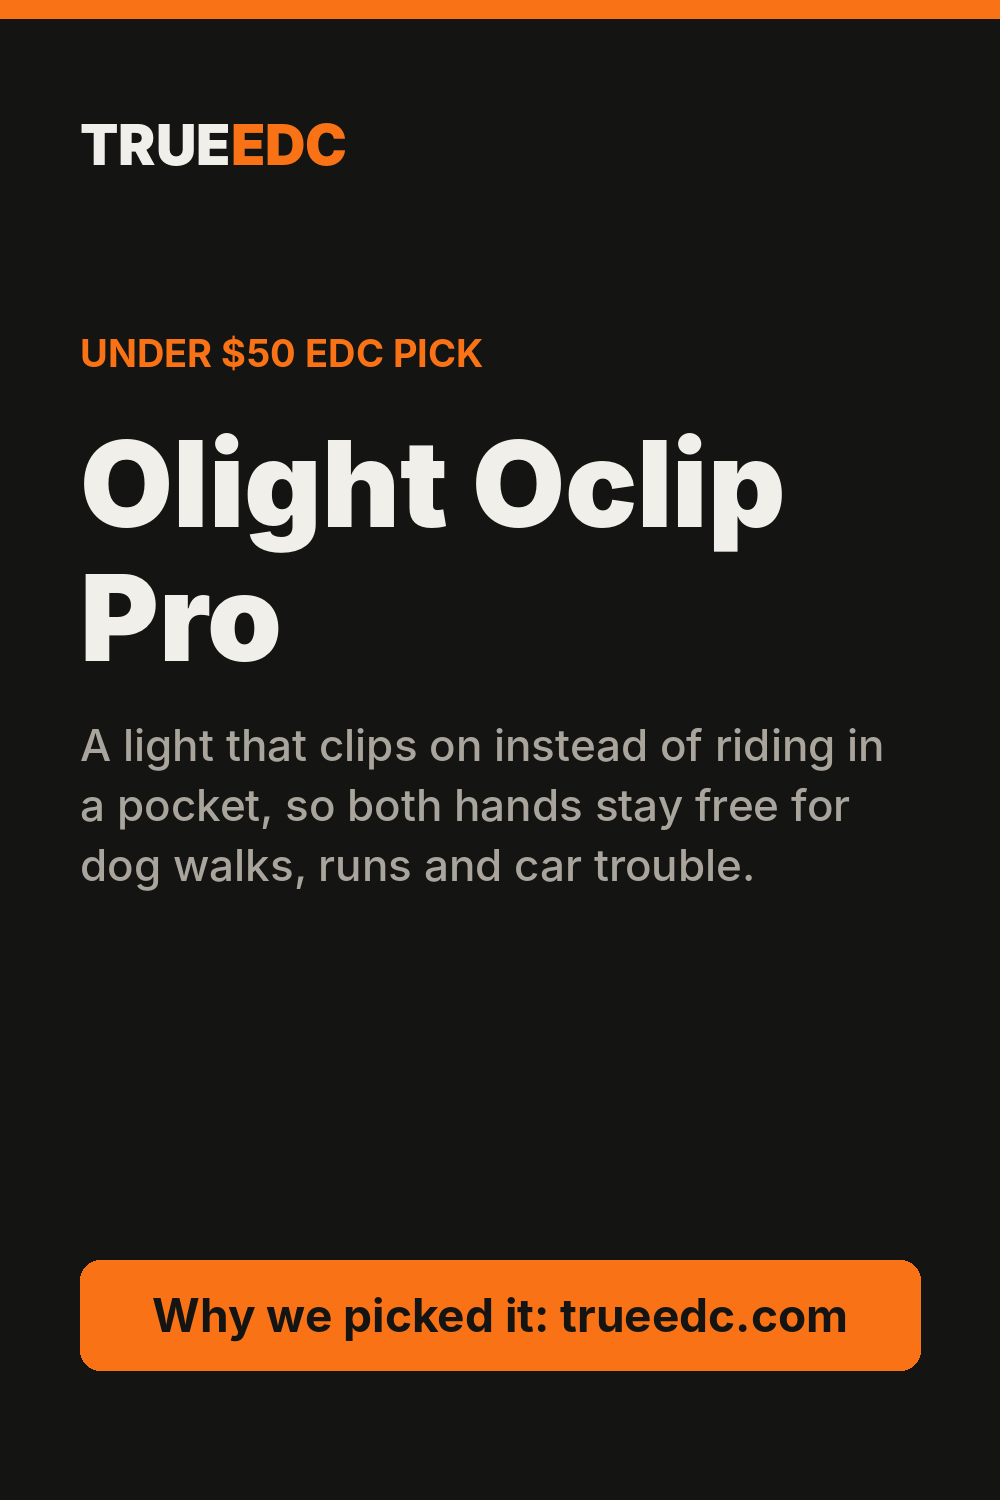 TRUEEDC
UNDER $50 EDC PICK
Olight Oclip
Pro
A light that clips on instead of riding in
a pocket, so both hands stay free for
dog walks, runs and car trouble.
Why we picked it: trueedc.com